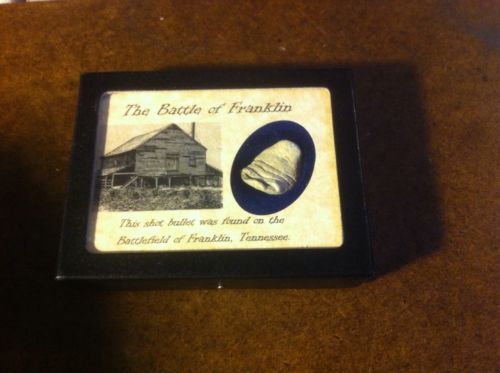 The Battle of Franklin
This shot bullet was found on the
Battlefield of Franklin, Tennessee.